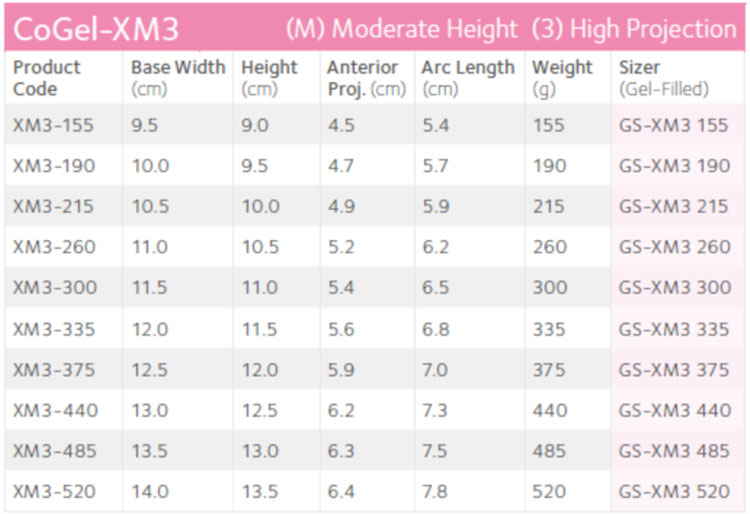 CoGel-XM3 (M) Moderate Height (3) High Projection
Product Code Base Width (cm) Height (cm) Anterior Proj. (cm) Arc Length (cm) Weight (g) Sizer (Gel-Filled)
XM3-155 9.5 9.0 4.5 5.4 155 GS-XM3 155
XM3-190 10.0 9.5 4.7 5.7 190 GS-XM3 190
XM3-215 10.5 10.0 4.9 5.9 215 GS-XM3 215
XM3-260 11.0 10.5 5.2 6.2 260 GS-XM3 260
XM3-300 11.5 11.0 5.4 6.5 300 GS-XM3 300
XM3-335 12.0 11.5 5.6 6.8 335 GS-XM3 335
XM3-375 12.5 12.0 5.9 7.0 375 GS-XM3 375
XM3-440 13.0 12.5 6.2 7.3 440 GS-XM3 440
XM3-485 13.5 13.0 6.3 7.5 485 GS-XM3 485
XM3-520 14.0 13.5 6.4 7.8 520 GS-XM3 520